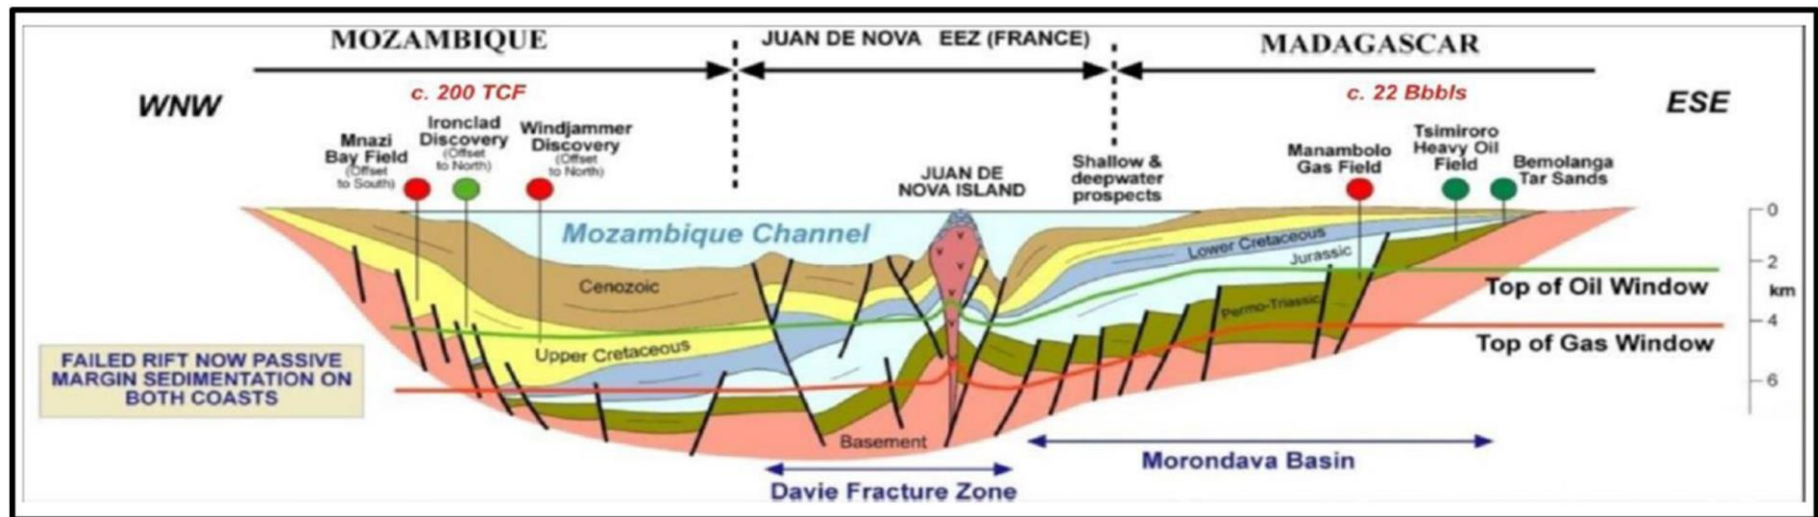 MOZAMBIQUE
JUAN DE NOVA EEZ (FRANCE)
MADAGASCAR
WNW
c. 200 TCF
c. 22 Bbbls
ESE
Mnazi
Bay Field
(Offset
to South)
Ironclad
Discovery
(Offset
to North)
Windjammer
Discovery
(Offset
to North)
JUAN DE
NOVA ISLAND
Shallow &
deepwater
prospects
Manambolo
Gas Field
Tsimiroro
Heavy Oil
Field
Bemolanga
Tar Sands
Mozambique Channel
Cenozoic
Upper Cretaceous
Lower Cretaceous
Jurassic
Permo-Triassic
Basement
0
2
km
4
6
Top of Oil Window
Top of Gas Window
FAILED RIFT NOW PASSIVE
MARGIN SEDIMENTATION ON
BOTH COASTS
Morondava Basin
Davie Fracture Zone